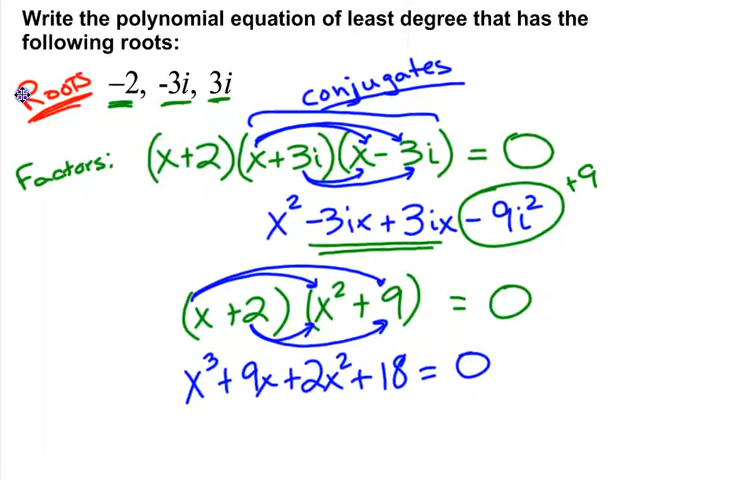 Write the polynomial equation of least degree that has the
following roots:
Roots −2, -3i, 3i
conjugates
Factors: (x+2)(x+3i)(x−3i) = 0
x² −3ix + 3ix − 9i² +9
(x+2)(x²+9) = 0
x³+9x+2x²+18 = 0